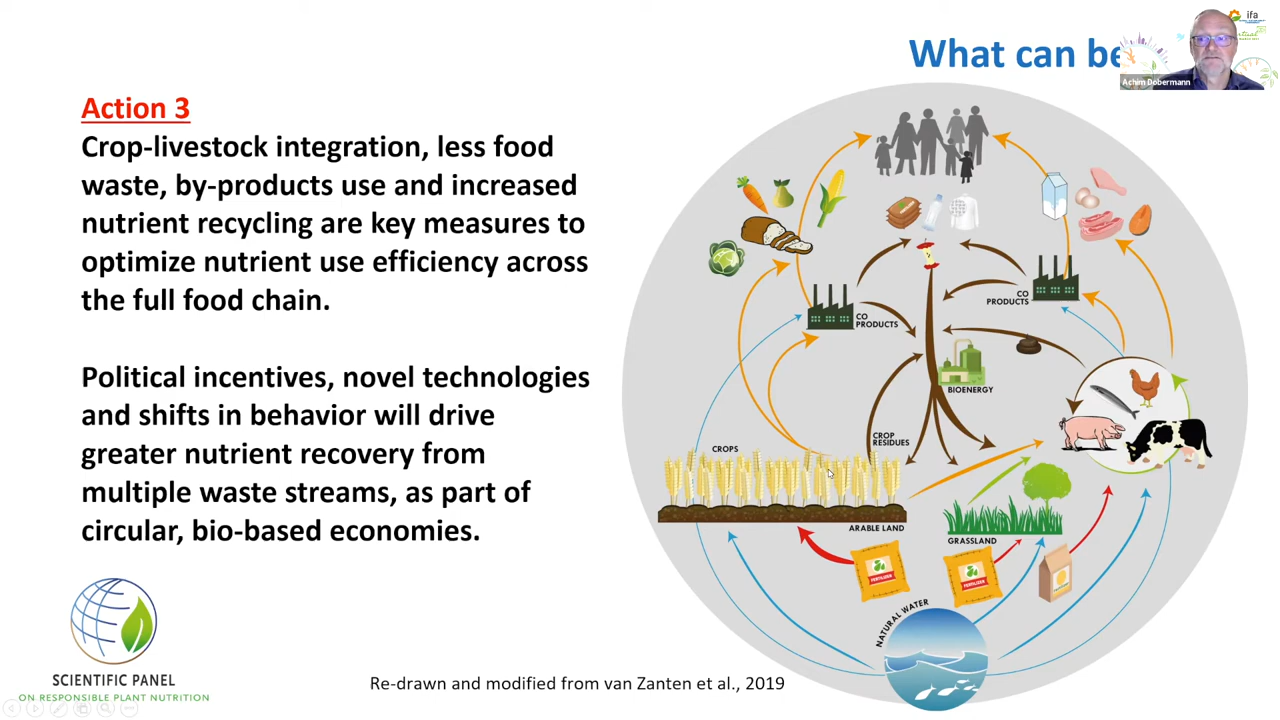 What can be
ifa
Achim Dobermann
Action 3
Crop-livestock integration, less food
waste, by-products use and increased
nutrient recycling are key measures to
optimize nutrient use efficiency across
the full food chain.
Political incentives, novel technologies
and shifts in behavior will drive
greater nutrient recovery from
multiple waste streams, as part of
circular, bio-based economies.
CO
PRODUCTS
CO
PRODUCTS
BIOENERGY
CROP
RESIDUES
CROPS
ARABLE LAND
GRASSLAND
FERTILIZER
FERTILIZER
NATURAL WATER
SCIENTIFIC PANEL
ON RESPONSIBLE PLANT NUTRITION
Re-drawn and modified from van Zanten et al., 2019